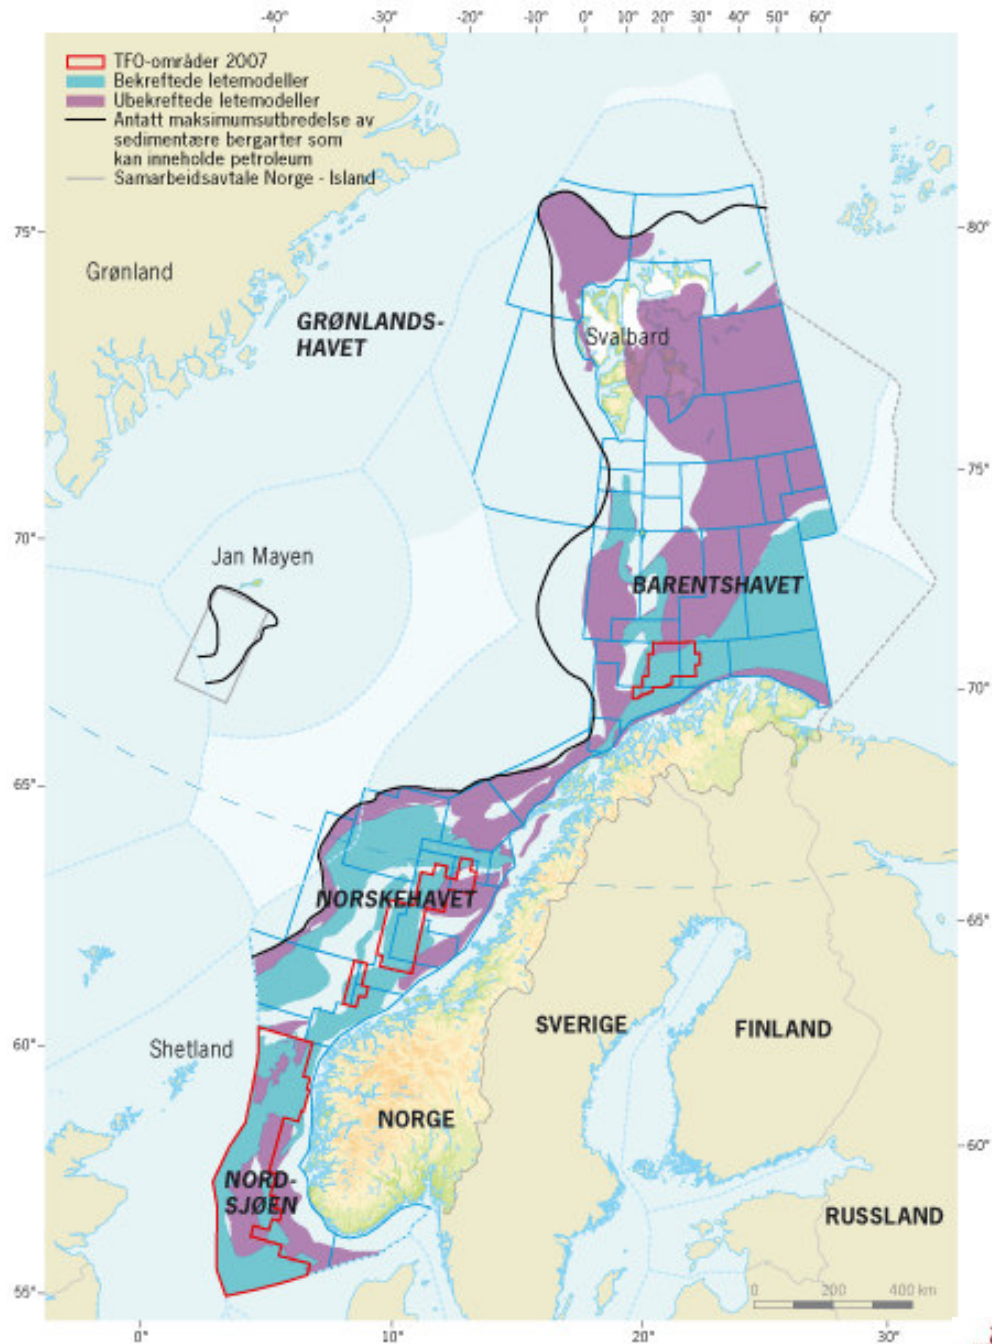 -40° -30° -20° -10° 0° 10° 20° 30° 40° 50° 60°
TFO-områder 2007
Bekreftede letemodeller
Ubekreftede letemodeller
Antatt maksimumsutbredelse av
sedimentære bergarter som
kan inneholde petroleum
Samarbeidsavtale Norge - Island
75°
80°
Grønland
GRØNLANDS-
HAVET
Svalbard
75°
70°
Jan Mayen
BARENTSHAVET
70°
65°
NORSKEHAVET
65°
60°
Shetland
SVERIGE
FINLAND
NORGE
60°
NORD-
SJØEN
RUSSLAND
55°
0 200 400 km
0° 10° 20° 30°